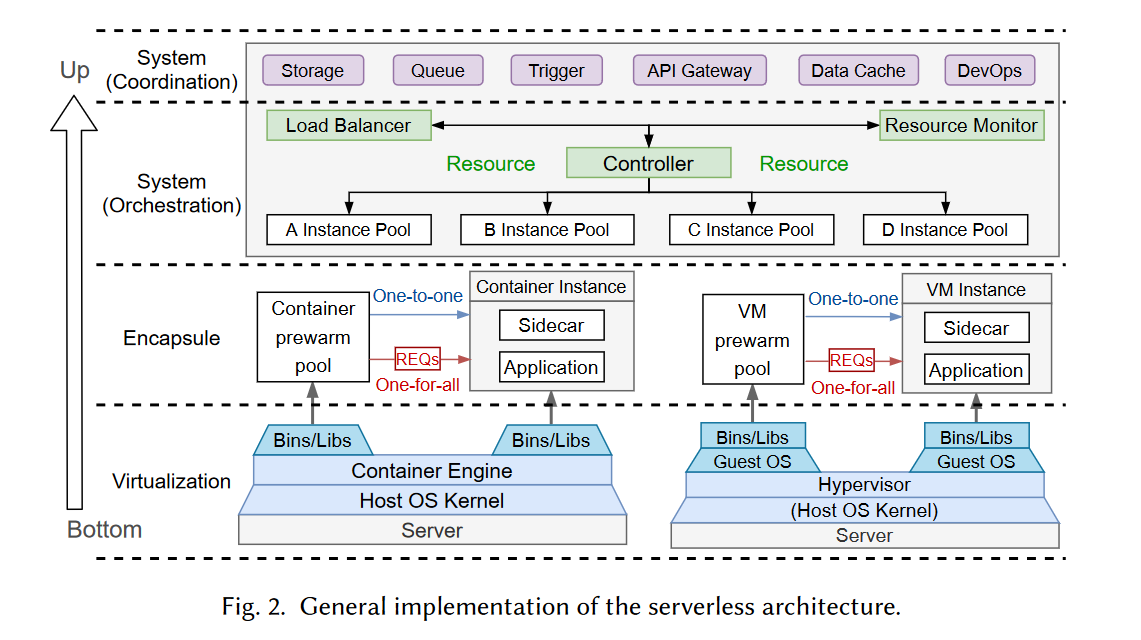 System
(Coordination)
Storage
Queue
Trigger
API Gateway
Data Cache
DevOps
Up
Load Balancer
Resource Monitor
Resource
Controller
Resource
System
(Orchestration)
A Instance Pool
B Instance Pool
C Instance Pool
D Instance Pool
Encapsule
Container
prewarm
pool
One-to-one
REQs
One-for-all
Container Instance
Sidecar
Application
VM
prewarm
pool
One-to-one
REQs
One-for-all
VM Instance
Sidecar
Application
Virtualization
Bins/Libs
Bins/Libs
Container Engine
Host OS Kernel
Server
Bins/Libs
Guest OS
Bins/Libs
Guest OS
Hypervisor
(Host OS Kernel)
Server
Bottom
Fig. 2. General implementation of the serverless architecture.